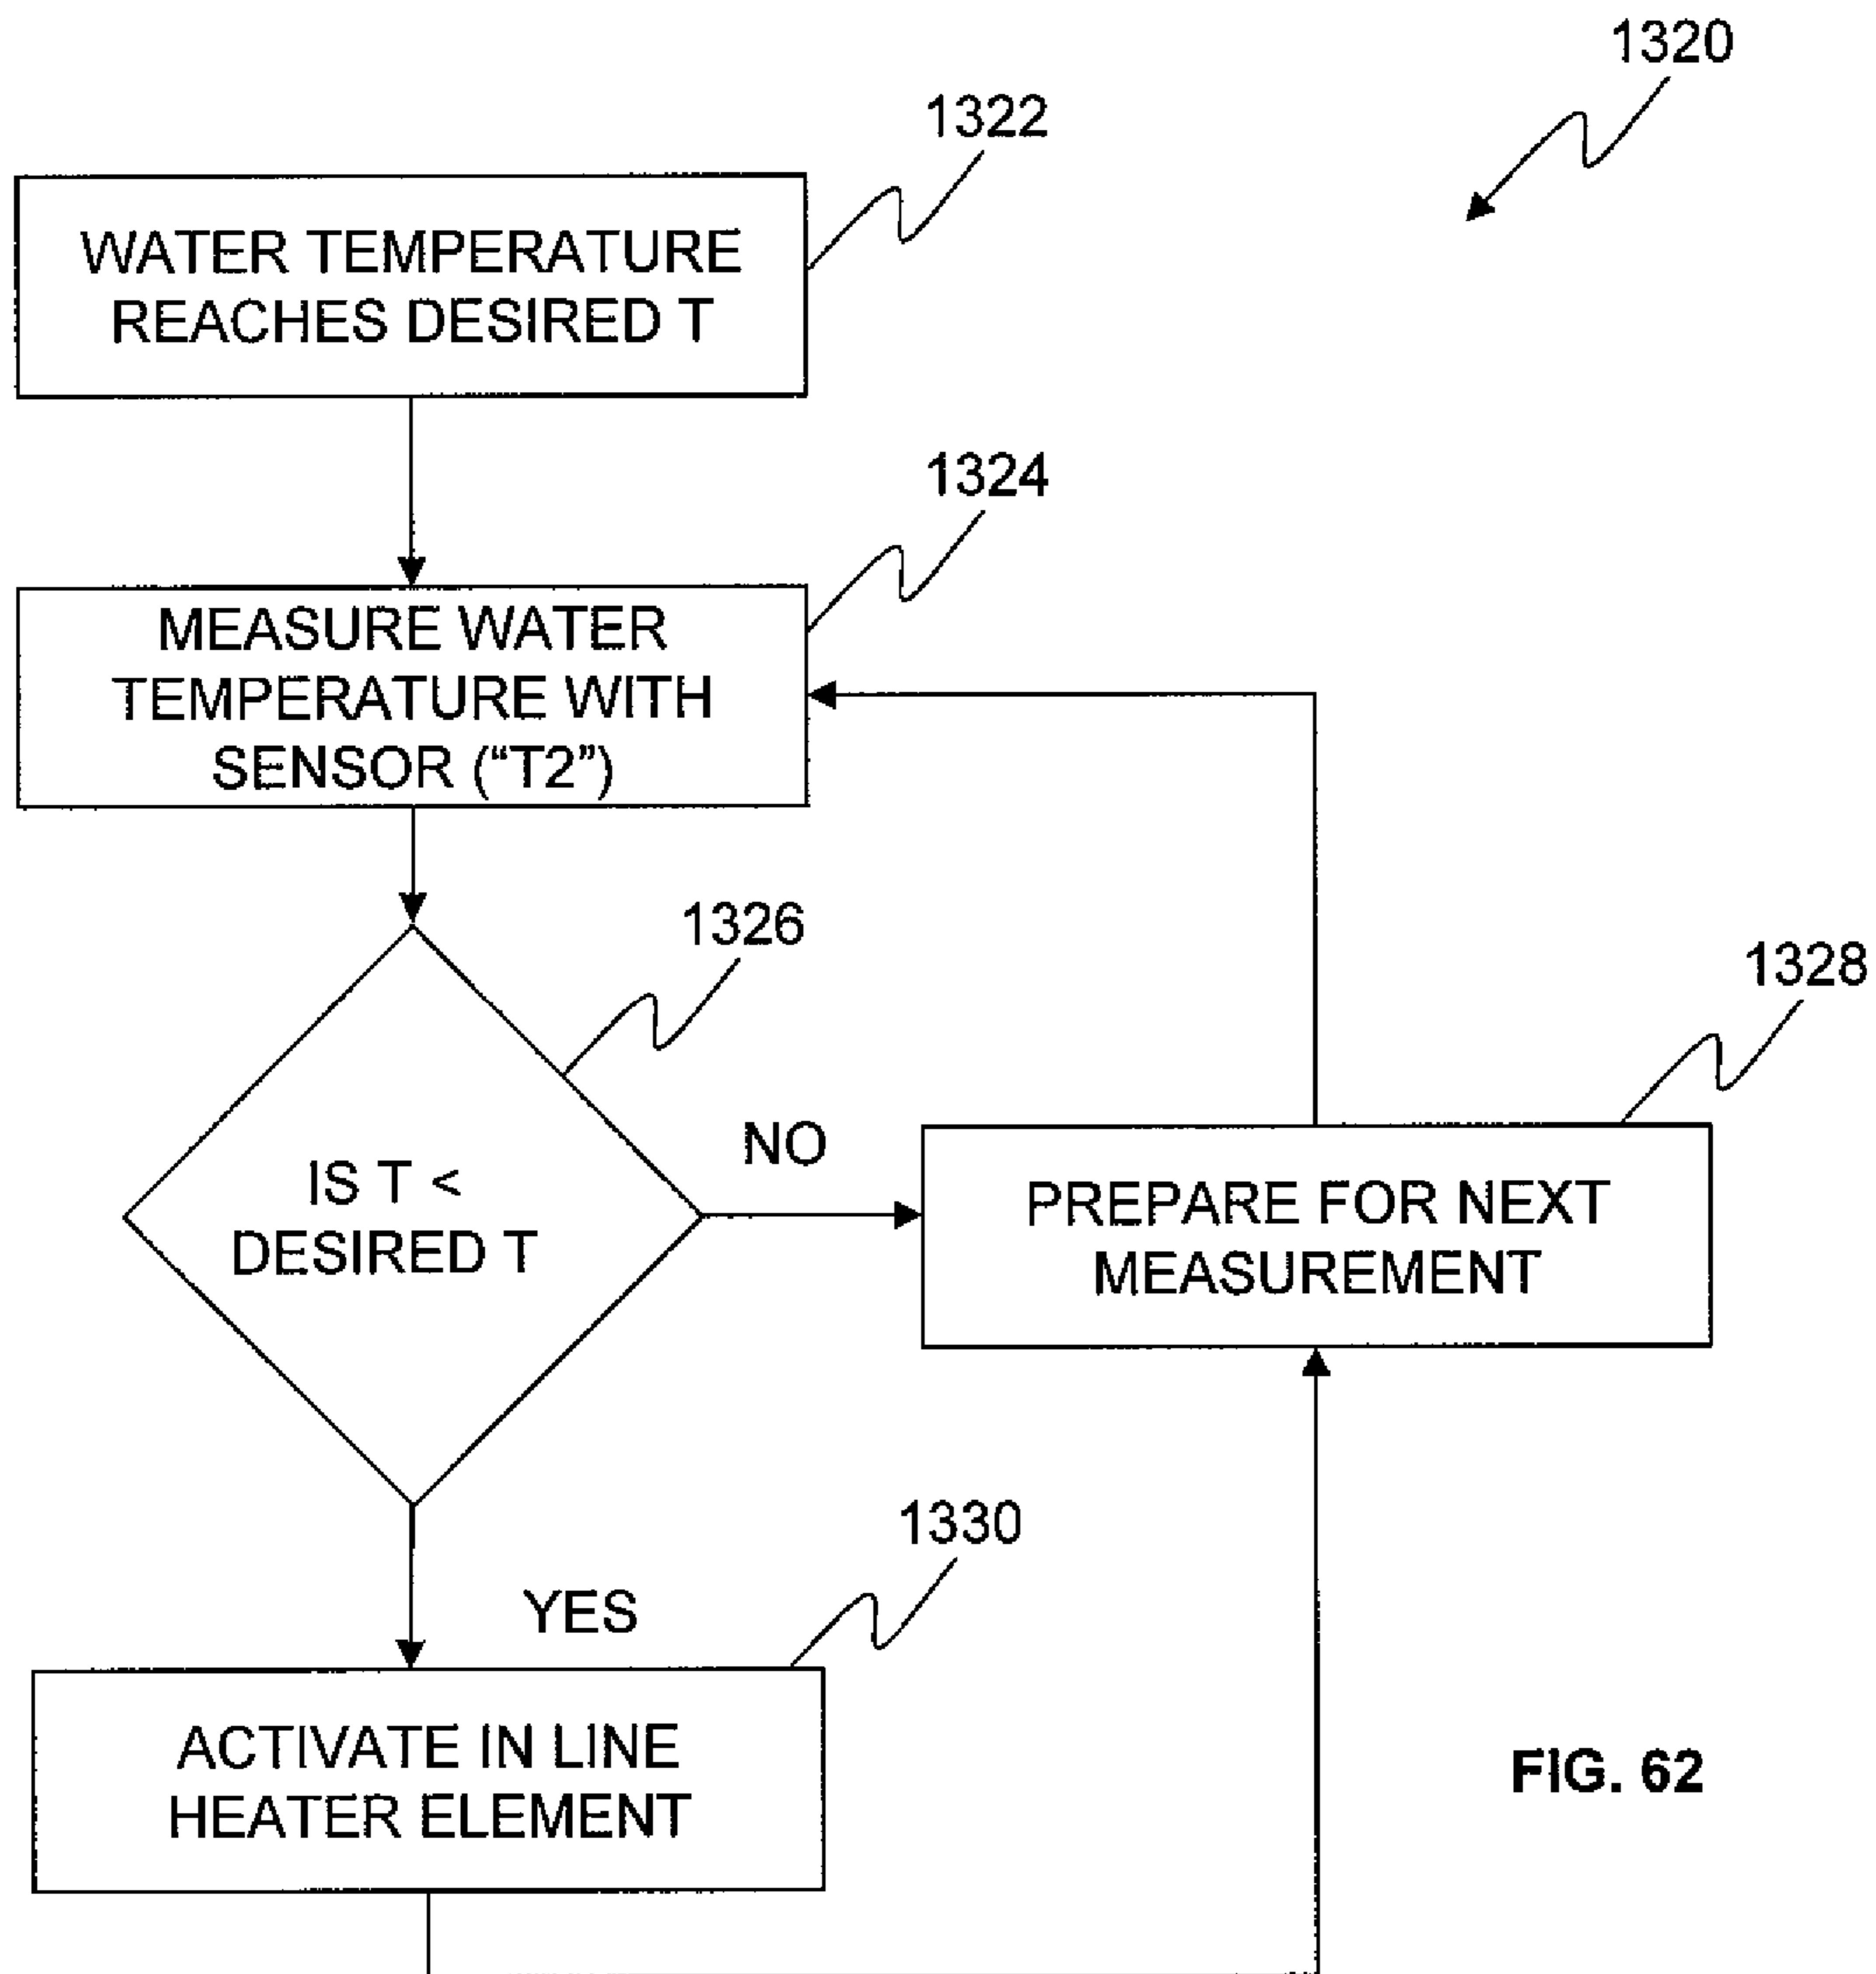 1320
1322
WATER TEMPERATURE
REACHES DESIRED T
1324
MEASURE WATER
TEMPERATURE WITH
SENSOR (“T2”)
1326
IS T <
DESIRED T
NO
1328
PREPARE FOR NEXT
MEASUREMENT
YES
1330
ACTIVATE IN LINE
HEATER ELEMENT
FIG. 62